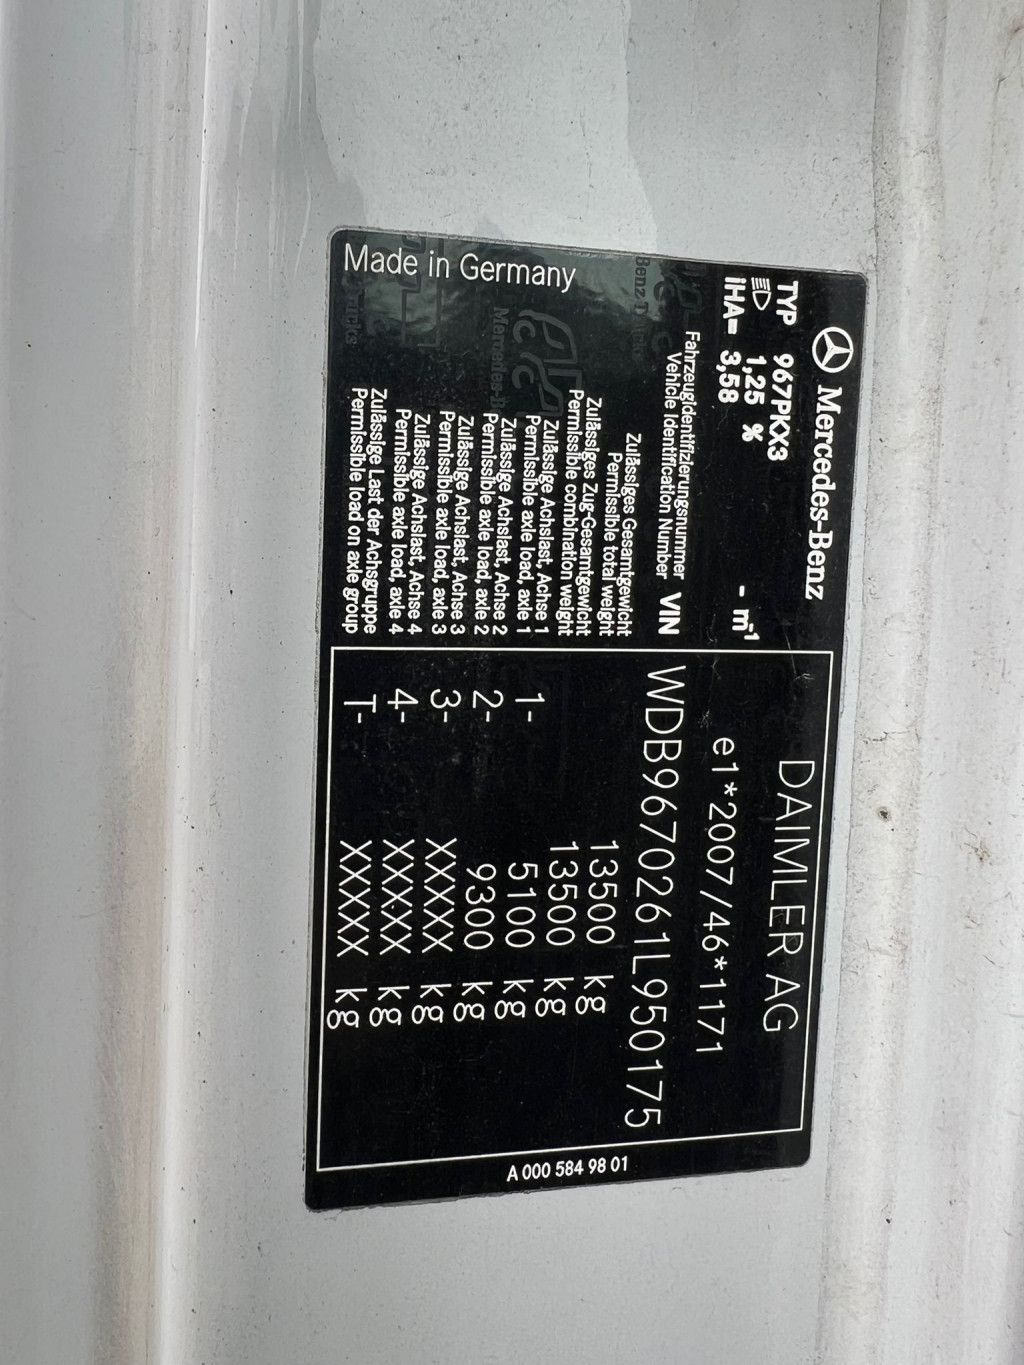 Mercedes-Benz
TYP 967PKX3
1,25 %
iHA= 3,58 - m-1
DAIMLER AG
e1*2007/46*1171
Fahrzeugidentifizierungsnummer
Vehicle Identification Number VIN WDB9670261L950175
Zulässiges Gesamtgewicht
Permissible total weight 13500 kg
Zulässiges Zug-Gesamtgewicht
Permissible combination weight 13500 kg
Zulässige Achslast, Achse 1
Permissible axle load, axle 1 1- 5100 kg
Zulässige Achslast, Achse 2
Permissible axle load, axle 2 2- 9300 kg
Zulässige Achslast, Achse 3
Permissible axle load, axle 3 3- XXXXX kg
Zulässige Achslast, Achse 4
Permissible axle load, axle 4 4- XXXXX kg
Zulässige Last der Achsgruppe
Permissible load on axle group T- XXXXX kg
Made in Germany
A 000 584 98 01